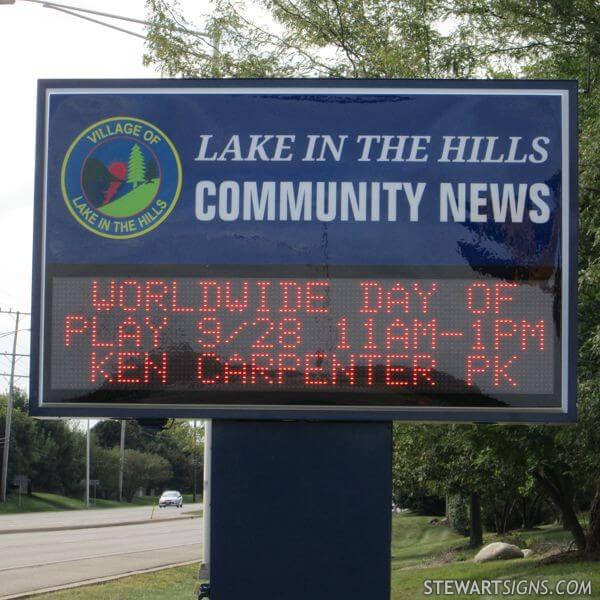 VILLAGE OF
LAKE IN THE HILLS
LAKE IN THE HILLS
COMMUNITY NEWS
WORLDWIDE DAY OF
PLAY 9/28 11AM-1PM
KEN CARPENTER PK
STEWARTSIGNS.COM